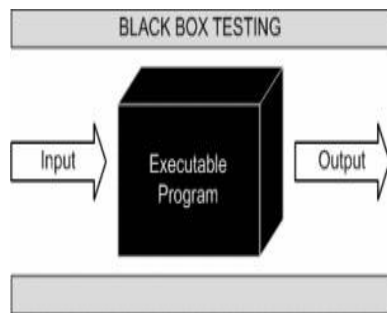 BLACK BOX TESTING
Input
Executable
Program
Output